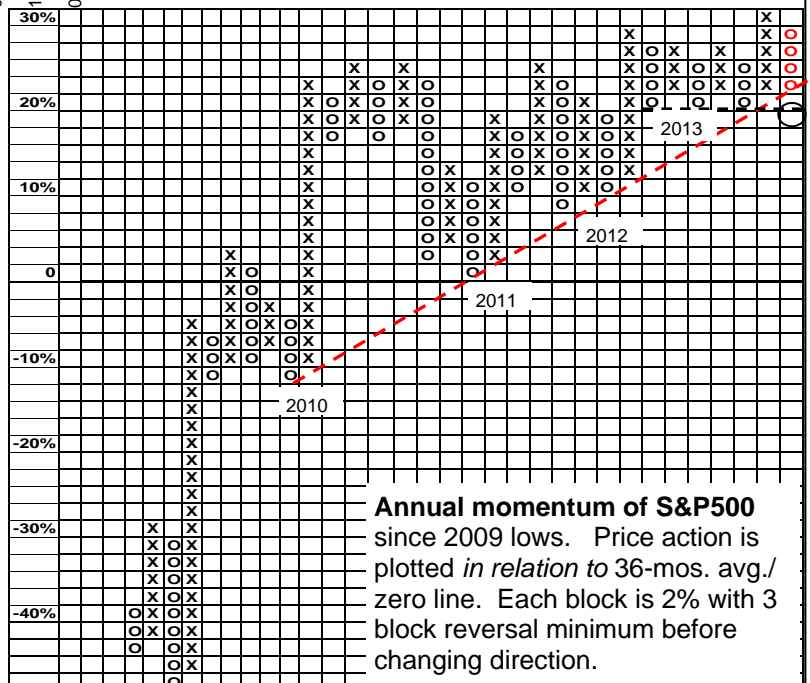 30%
20%
2013
10%
2012
0
2011
-10%
2010
-20%
Annual momentum of S&P500
-30%
since 2009 lows. Price action is
plotted in relation to 36-mos. avg./
zero line. Each block is 2% with 3
-40%
block reversal minimum before
changing direction.